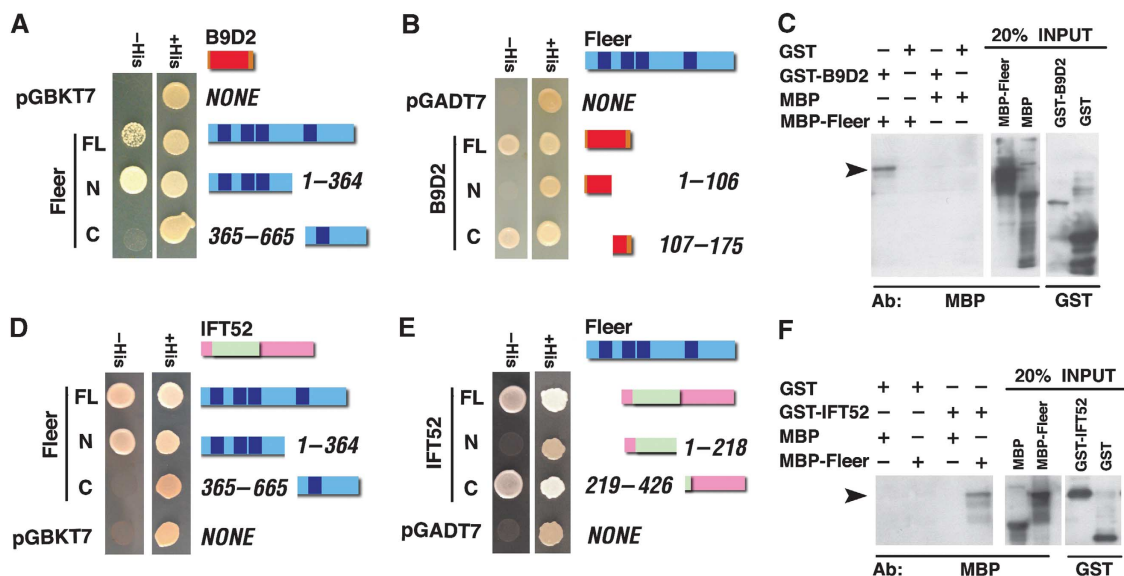 A
–His
+His
B9D2
pGBKT7
NONE
Fleer
FL
N
1–364
C
365–665
B
–His
+His
Fleer
pGADT7
NONE
B9D2
FL
N
1–106
C
107–175
C
GST – + – +
GST-B9D2 + – + –
MBP – – + +
MBP-Fleer + + – –
20% INPUT
MBP-Fleer
MBP
GST-B9D2
GST
Ab: MBP GST
D
–His
+His
IFT52
Fleer
FL
N
1–364
C
365–665
pGBKT7
NONE
E
–His
+His
Fleer
IFT52
FL
N
1–218
C
219–426
pGADT7
NONE
F
GST + + – –
GST-IFT52 – – + +
MBP + – + –
MBP-Fleer – + – +
20% INPUT
MBP
MBP-Fleer
GST-IFT52
GST
Ab: MBP GST